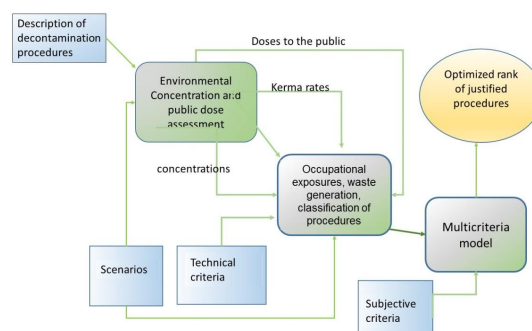 Description of
decontamination
procedures
Doses to the public
Environmental
Concentration and
public dose
assessment
Kerma rates
Optimized rank
of justified
procedures
concentrations
Occupational
exposures, waste
generation,
classification of
procedures
Multicriteria
model
Scenarios
Technical
criteria
Subjective
criteria